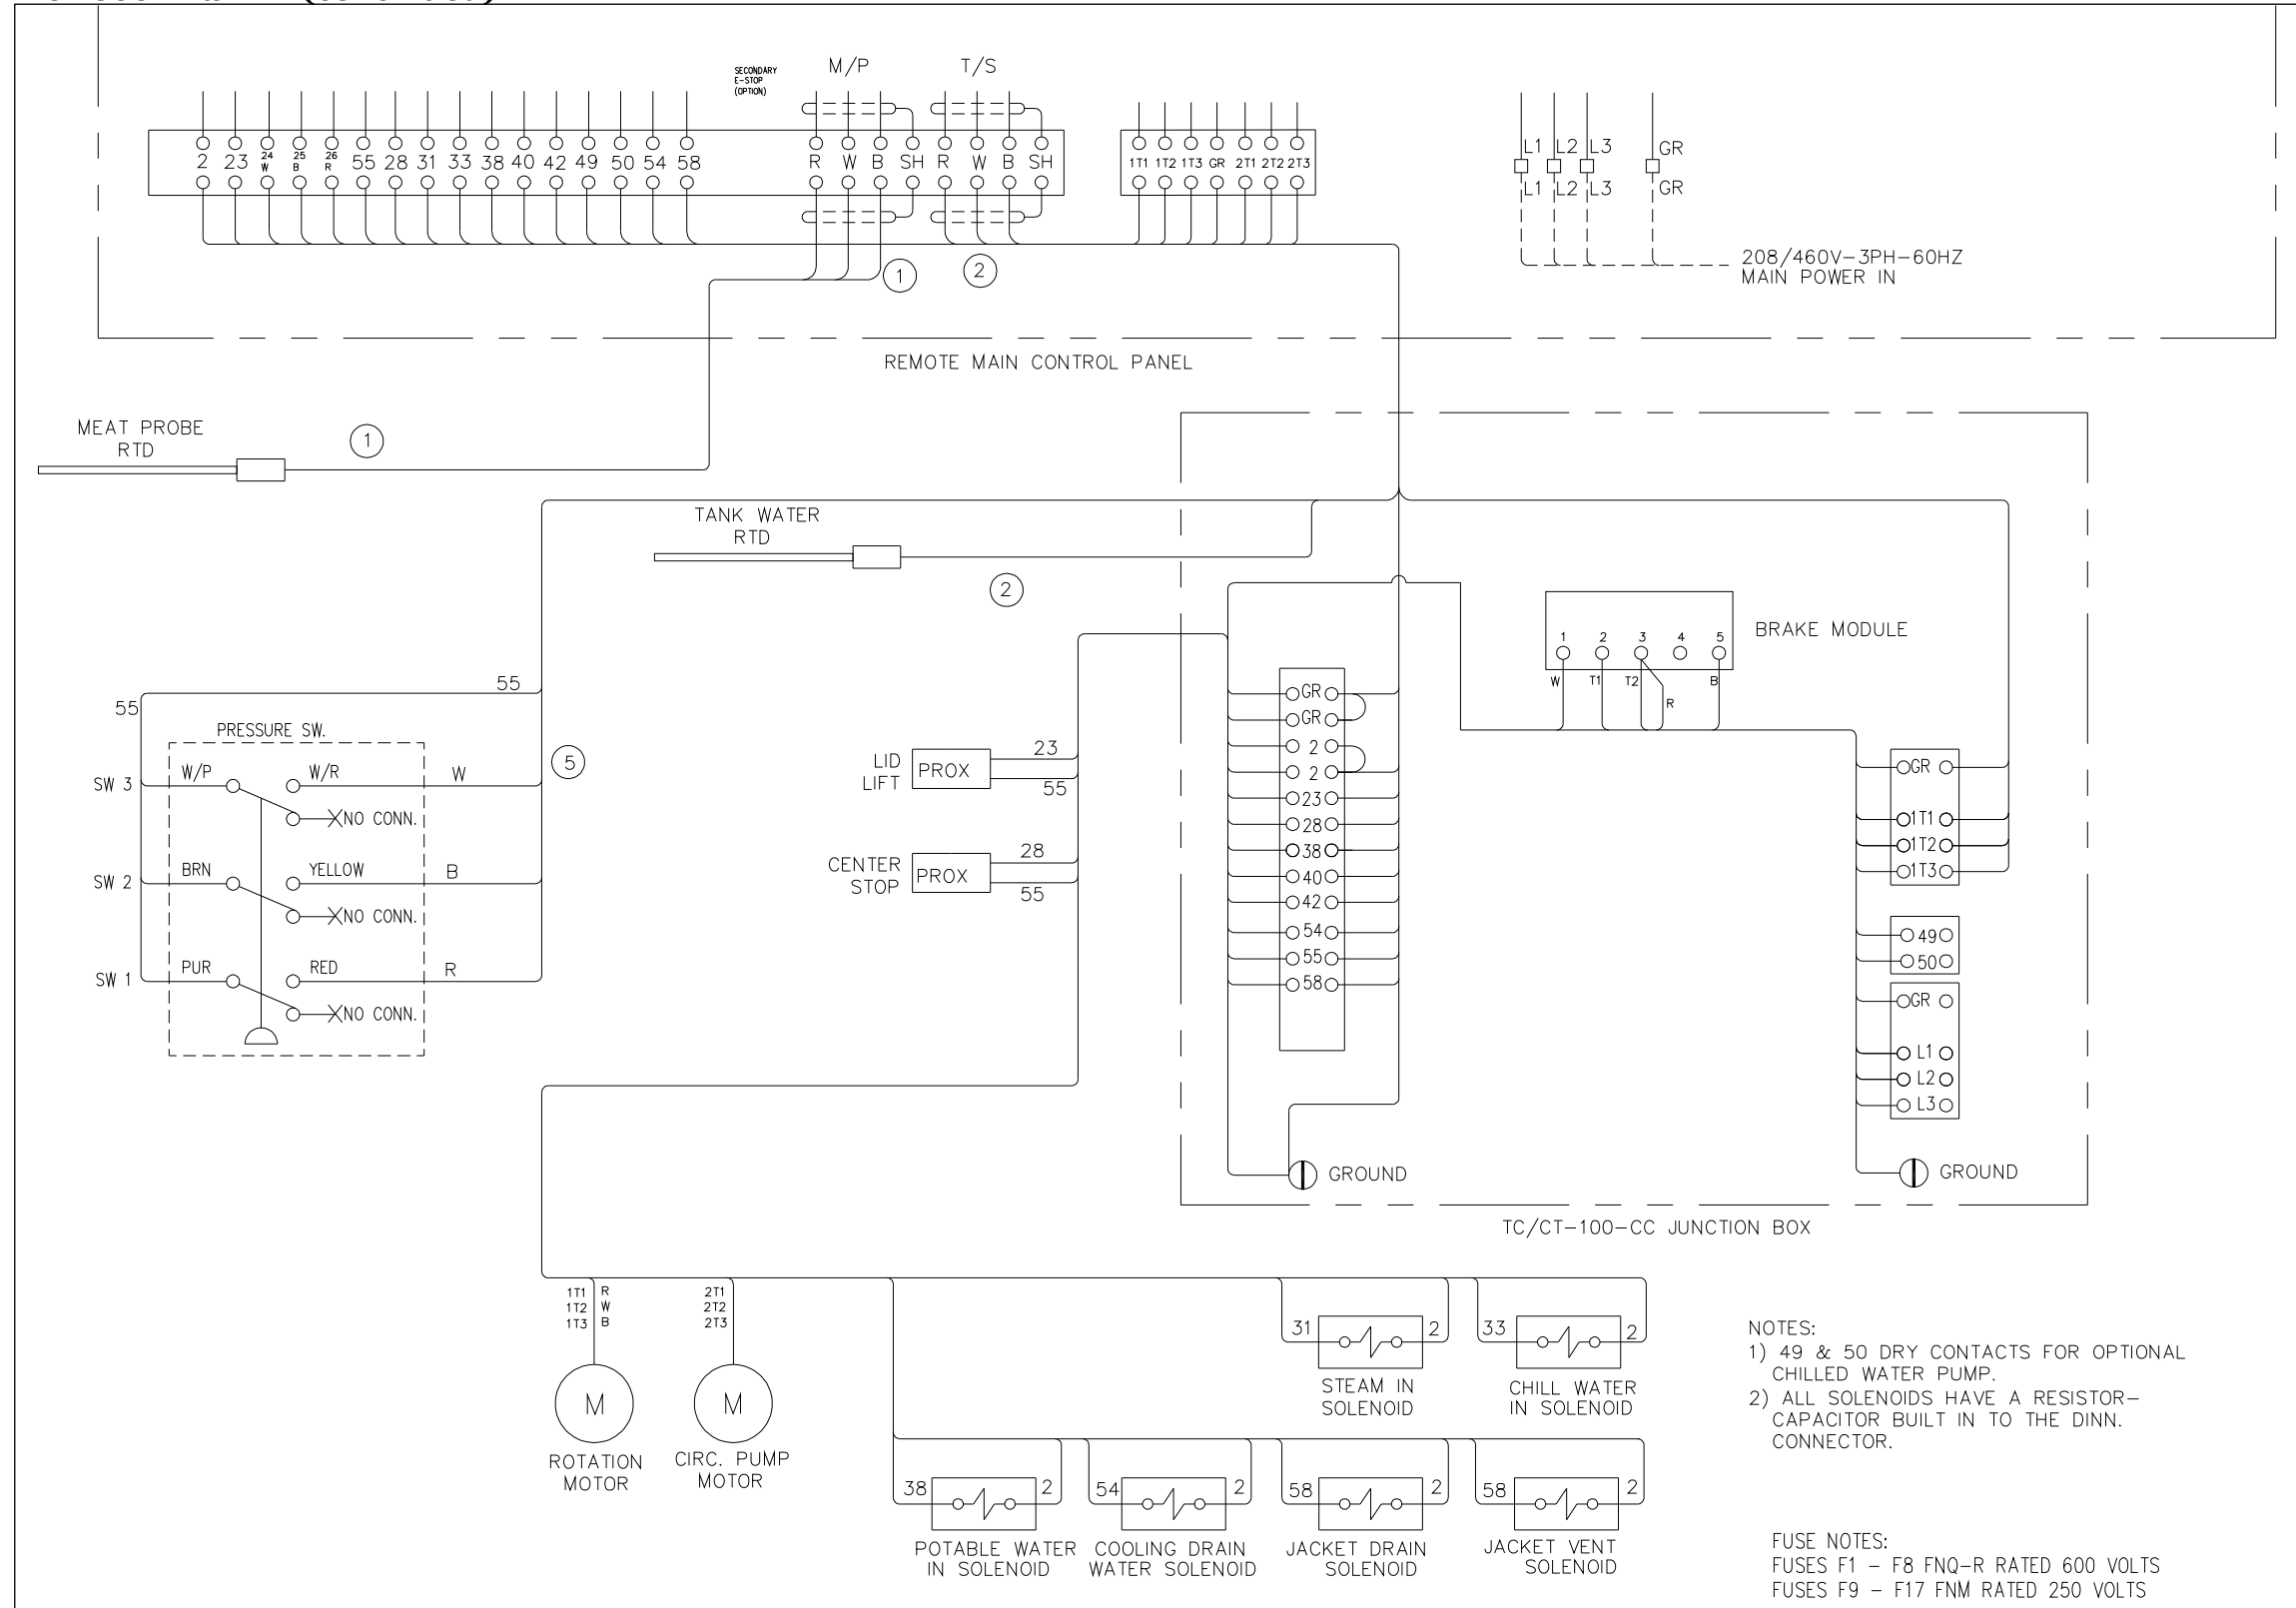 SECONDARY
E-STOP
(OPTION)
M/P
T/S
2 23 24 W 25 B 26 R 55 28 31 33 38 40 42 49 50 54 58 R W B SH R W B SH
1T1 1T2 1T3 GR 2T1 2T2 2T3
L1 L2 L3 GR
L1 L2 L3 GR
208/460V-3PH-60HZ
MAIN POWER IN
1
2
REMOTE MAIN CONTROL PANEL
MEAT PROBE
RTD
1
TANK WATER
RTD
2
BRAKE MODULE
1 2 3 4 5
W T1 T2 R B
55
55
PRESSURE SW.
SW 3 W/P W/R W
NO CONN.
SW 2 BRN YELLOW B
NO CONN.
SW 1 PUR RED R
NO CONN.
5
LID
LIFT
PROX
23
55
CENTER
STOP
PROX
28
55
GR
GR
2
2
23
28
38
40
42
54
55
58
GROUND
GR
1T1
1T2
1T3
49
50
GR
L1
L2
L3
GROUND
TC/CT-100-CC JUNCTION BOX
1T1 R
1T2 W
1T3 B
2T1
2T2
2T3
M
ROTATION
MOTOR
M
CIRC. PUMP
MOTOR
31 2
STEAM IN
SOLENOID
33 2
CHILL WATER
IN SOLENOID
38 2
POTABLE WATER
IN SOLENOID
54 2
COOLING DRAIN
WATER SOLENOID
58 2
JACKET DRAIN
SOLENOID
58 2
JACKET VENT
SOLENOID
NOTES:
1) 49 & 50 DRY CONTACTS FOR OPTIONAL
CHILLED WATER PUMP.
2) ALL SOLENOIDS HAVE A RESISTOR-
CAPACITOR BUILT IN TO THE DINN.
CONNECTOR.
FUSE NOTES:
FUSES F1 - F8 FNQ-R RATED 600 VOLTS
FUSES F9 - F17 FNM RATED 250 VOLTS